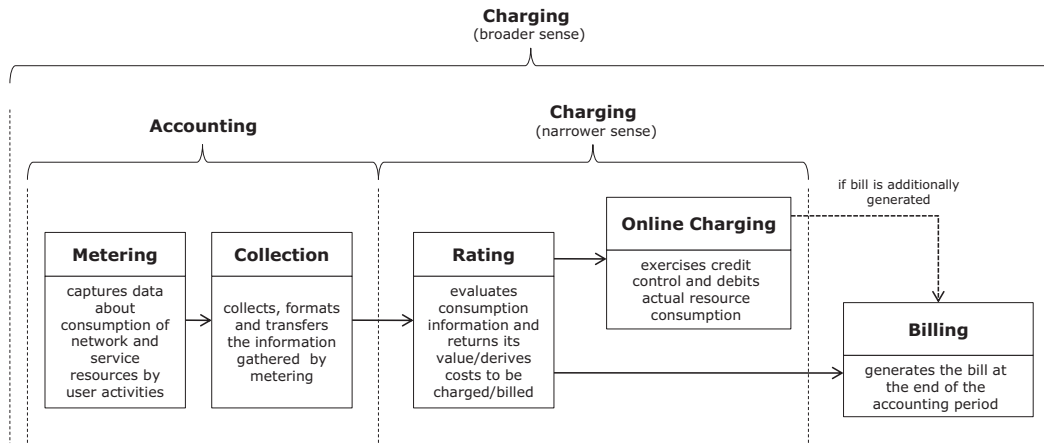 Charging
(broader sense)
Charging
(narrower sense)
Accounting
if bill is additionally
generated
Metering
captures data
about
consumption of
network and
service
resources by
user activities
Collection
collects, formats
and transfers
the information
gathered by
metering
Rating
evaluates
consumption
information and
returns its
value/derives
costs to be
charged/billed
Online Charging
exercises credit
control and debits
actual resource
consumption
Billing
generates the bill at
the end of the
accounting period